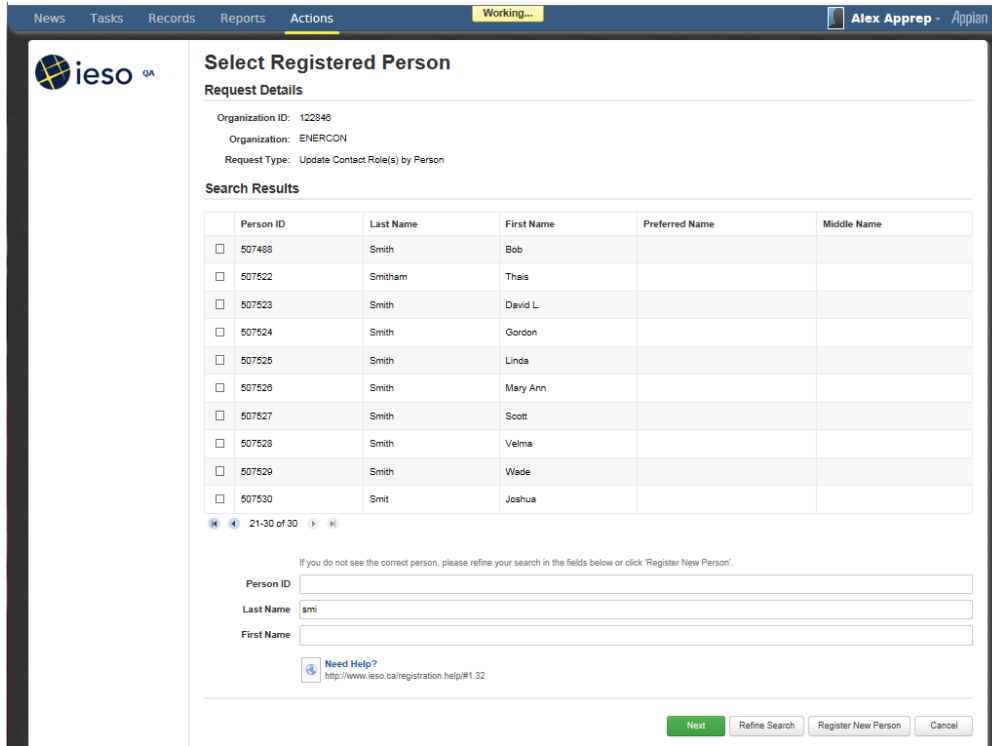 News Tasks Records Reports Actions Working... Alex Apprep Appian
ieso QA
Select Registered Person
Request Details
Organization ID: 122846
Organization: ENERCON
Request Type: Update Contact Role(s) by Person
Search Results
Person ID Last Name First Name Preferred Name Middle Name
507488 Smith Bob
507522 Smitham Thais
507523 Smith David L.
507524 Smith Gordon
507525 Smith Linda
507526 Smith Mary Ann
507527 Smith Scott
507528 Smith Velma
507529 Smith Wade
507530 Smit Joshua
21-30 of 30
If you do not see the correct person, please refine your search in the fields below or click 'Register New Person'.
Person ID
Last Name smi
First Name
Need Help?
http://www.ieso.ca/registration.help/#1.32
Next Refine Search Register New Person Cancel